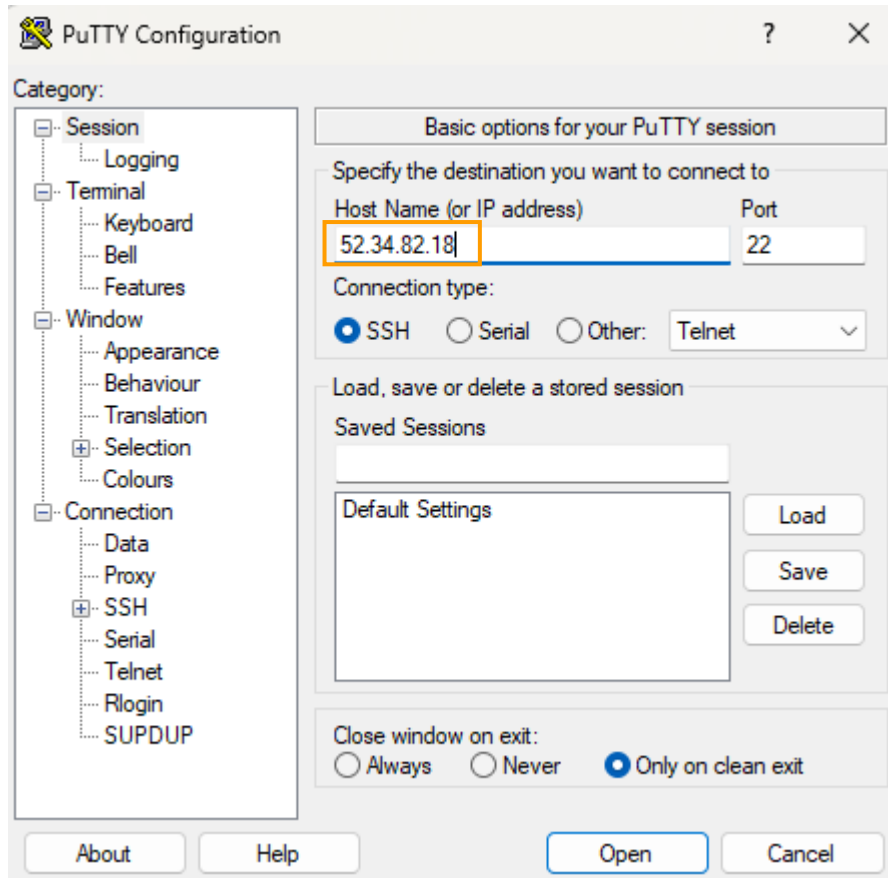 PuTTY Configuration ? ×
Category:
Session
Logging
Terminal
Keyboard
Bell
Features
Window
Appearance
Behaviour
Translation
Selection
Colours
Connection
Data
Proxy
SSH
Serial
Telnet
Rlogin
SUPDUP
Basic options for your PuTTY session
Specify the destination you want to connect to
Host Name (or IP address) Port
52.34.82.18 22
Connection type:
SSH Serial Other: Telnet
Load, save or delete a stored session
Saved Sessions
Default Settings
Load
Save
Delete
Close window on exit:
Always Never Only on clean exit
About Help Open Cancel